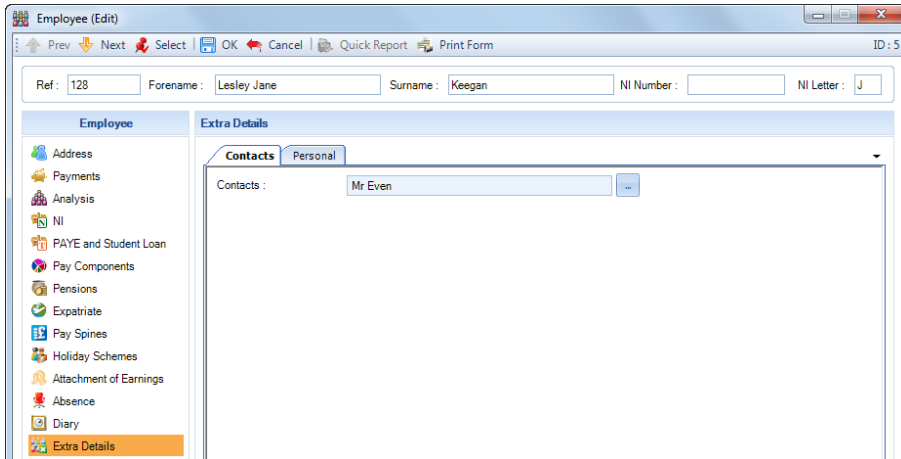 Employee (Edit)
Prev Next Select OK Cancel Quick Report Print Form ID : 5
Ref : 128 Forename : Lesley Jane Surname : Keegan NI Number : NI Letter : J
Employee
Extra Details
Address
Payments
Analysis
NI
PAYE and Student Loan
Pay Components
Pensions
Expatriate
Pay Spines
Holiday Schemes
Attachment of Earnings
Absence
Diary
Extra Details
Contacts Personal
Contacts : Mr Even ...